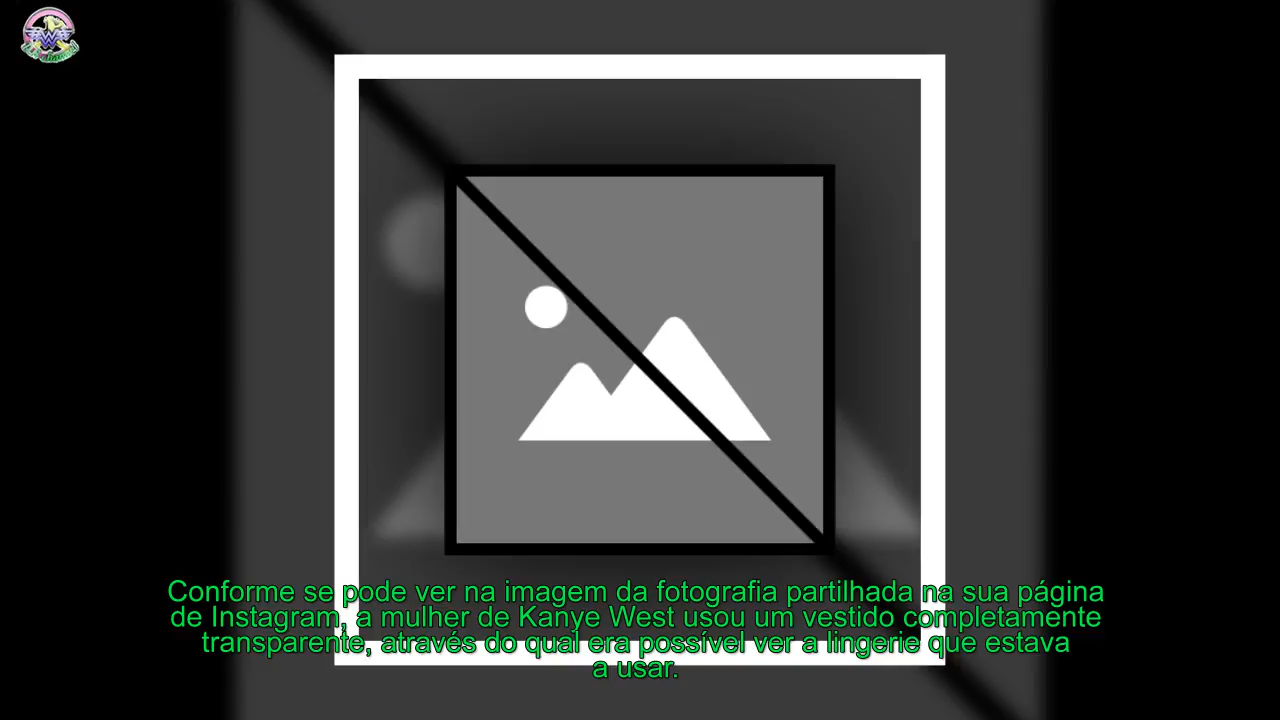 Conforme se pode ver na imagem da fotografia partilhada na sua página
de Instagram, a mulher de Kanye West usou um vestido completamente
transparente, através do qual era possível ver a lingerie que estava
a usar.